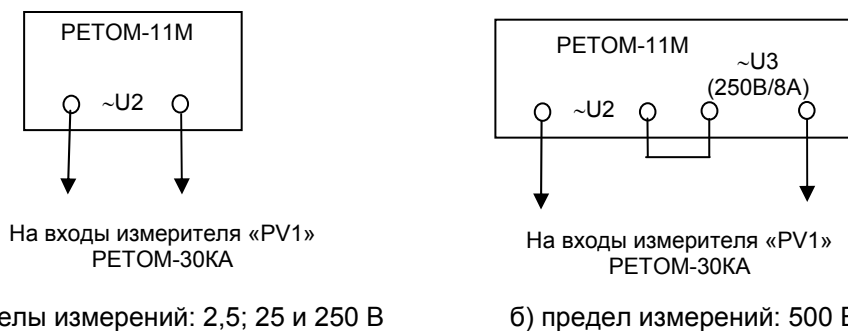 РЕТОМ-11М
~U2
На входы измерителя «PV1»
РЕТОМ-30КА
елы измерений: 2,5; 25 и 250 В
РЕТОМ-11М
~U3
(250В/8А)
~U2
На входы измерителя «PV1»
РЕТОМ-30КА
б) предел измерений: 500